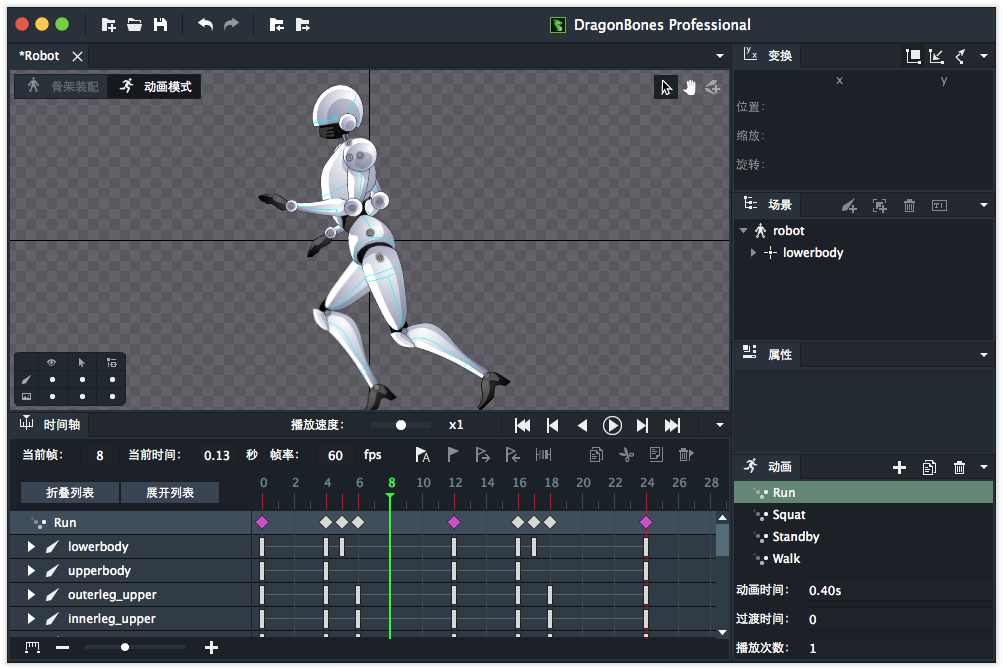 DragonBones Professional
*Robot
骨架装配 动画模式
变换
x y
位置:
缩放:
旋转:
场景
robot
lowerbody
属性
时间轴 播放速度: x1
当前帧: 8 当前时间: 0.13 秒 帧率: 60 fps
折叠列表 展开列表
0 2 4 6 8 10 12 14 16 18 20 22 24 26 28
Run
lowerbody
upperbody
outerleg_upper
innerleg_upper
动画
Run
Squat
Standby
Walk
动画时间: 0.40s
过渡时间: 0
播放次数: 1